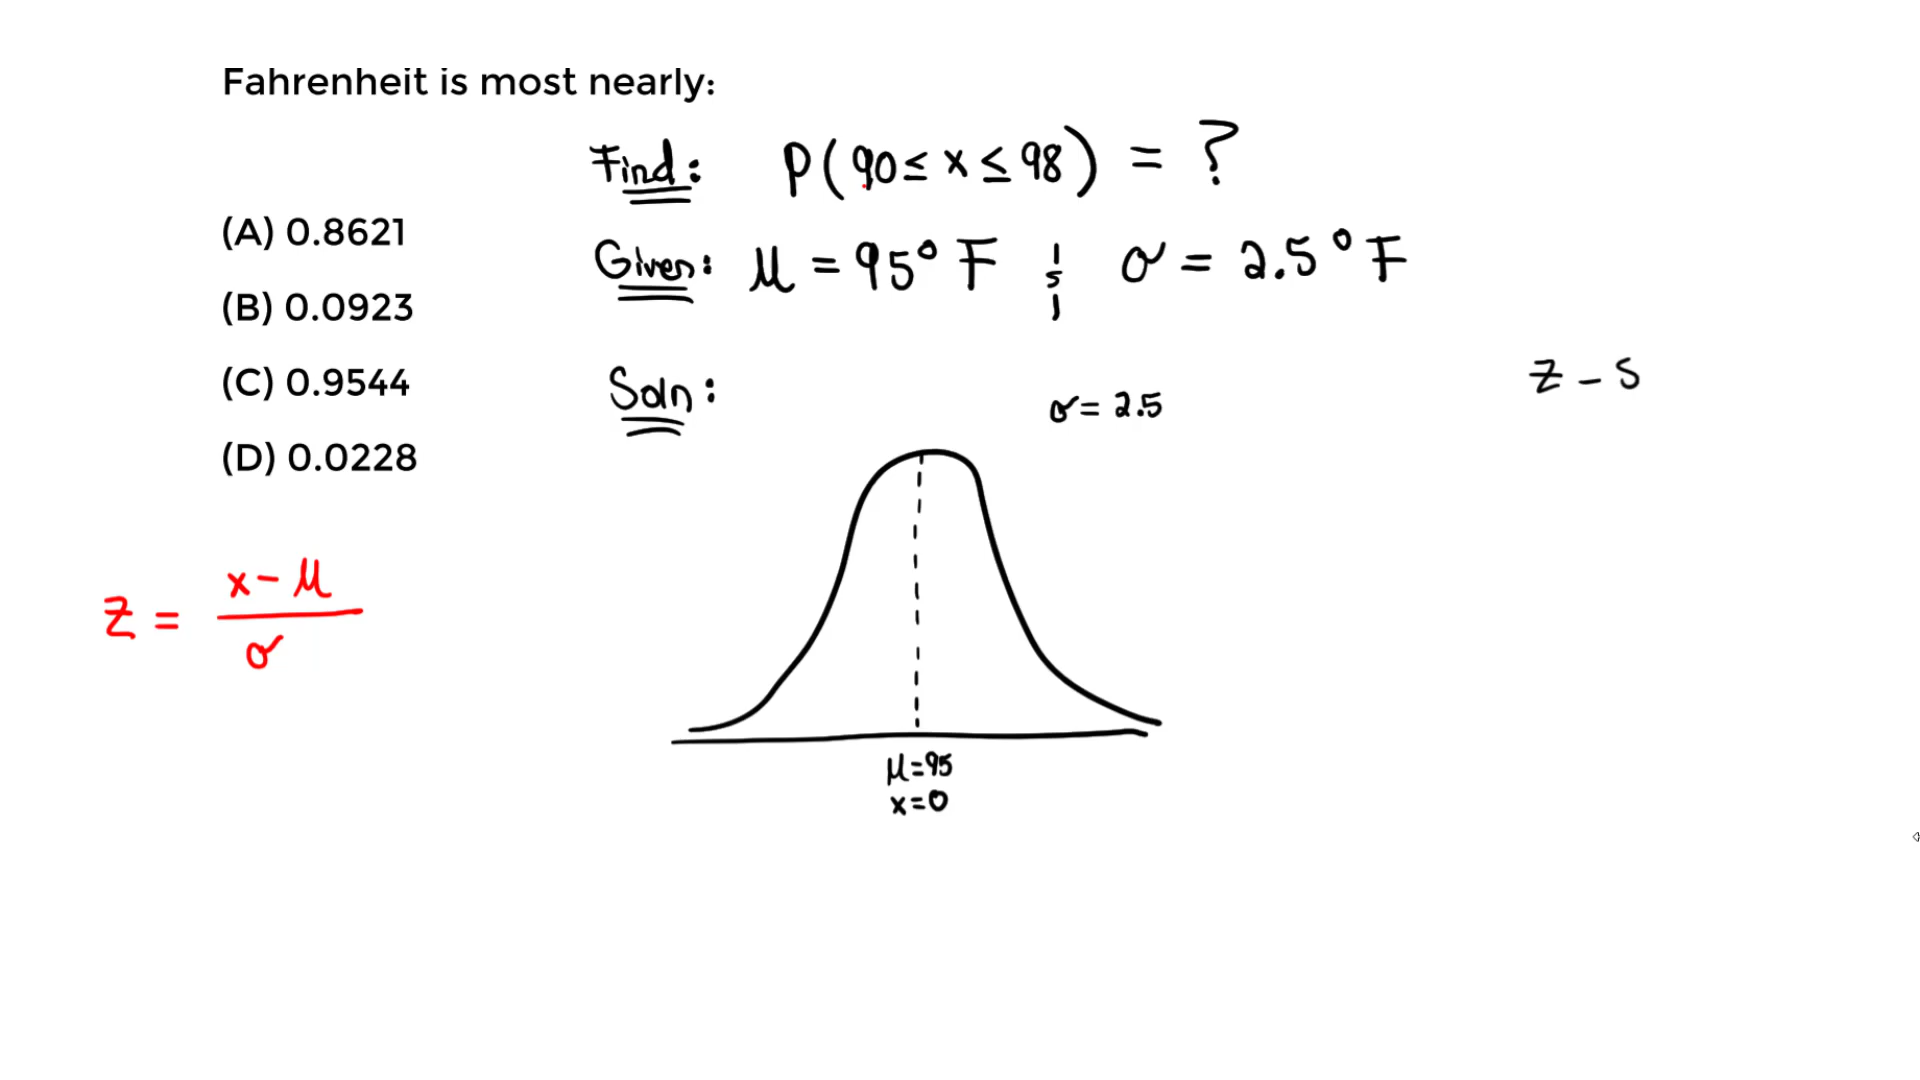 Fahrenheit is most nearly:
Find: P(90 ≤ x ≤ 98) = ?
(A) 0.8621
Given: μ = 95° F & σ = 2.5° F
(B) 0.0923
(C) 0.9544
Soln:
σ = 2.5
z - s
(D) 0.0228
z = (x - μ) / σ
μ = 95
x = 0